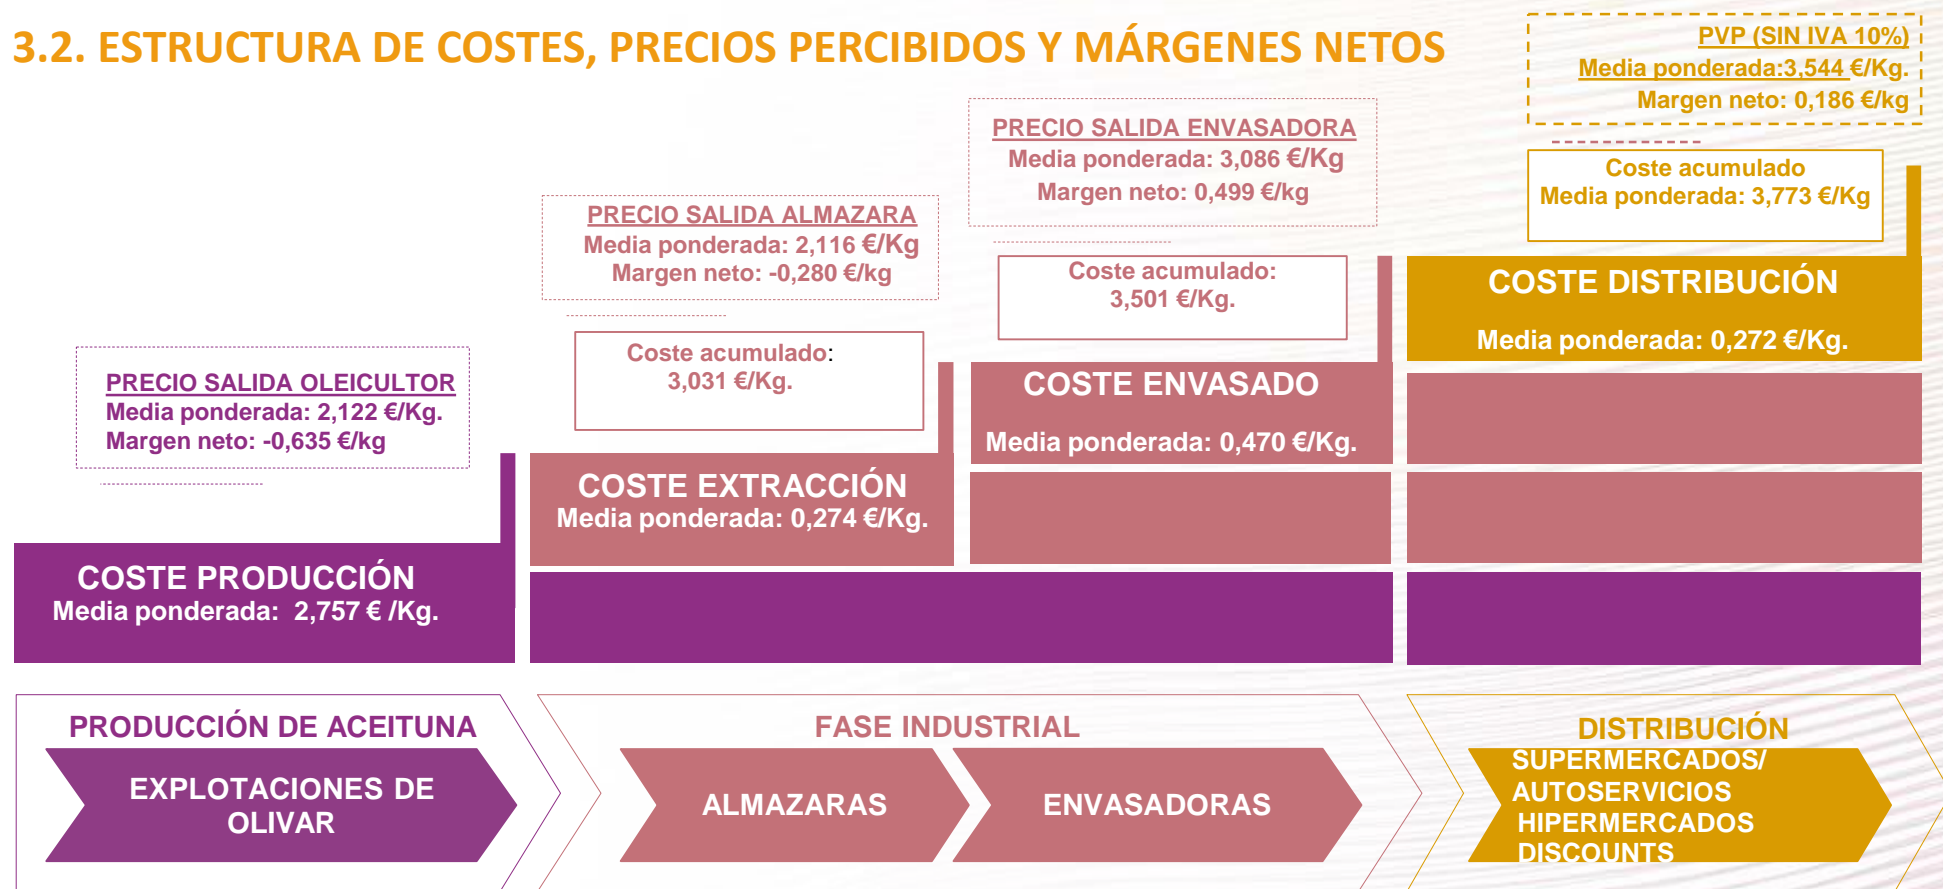 3.2. ESTRUCTURA DE COSTES, PRECIOS PERCIBIDOS Y MÁRGENES NETOS
PVP (SIN IVA 10%)
Media ponderada:3,544 €/Kg.
Margen neto: 0,186 €/kg
Coste acumulado
Media ponderada: 3,773 €/Kg
PRECIO SALIDA ENVASADORA
Media ponderada: 3,086 €/Kg
Margen neto: 0,499 €/kg
Coste acumulado:
3,501 €/Kg.
PRECIO SALIDA ALMAZARA
Media ponderada: 2,116 €/Kg
Margen neto: -0,280 €/kg
Coste acumulado:
3,031 €/Kg.
PRECIO SALIDA OLEICULTOR
Media ponderada: 2,122 €/Kg.
Margen neto: -0,635 €/kg
COSTE DISTRIBUCIÓN
Media ponderada: 0,272 €/Kg.
COSTE ENVASADO
Media ponderada: 0,470 €/Kg.
COSTE EXTRACCIÓN
Media ponderada: 0,274 €/Kg.
COSTE PRODUCCIÓN
Media ponderada: 2,757 € /Kg.
PRODUCCIÓN DE ACEITUNA
EXPLOTACIONES DE
OLIVAR
FASE INDUSTRIAL
ALMAZARAS
ENVASADORAS
DISTRIBUCIÓN
SUPERMERCADOS/
AUTOSERVICIOS
HIPERMERCADOS
DISCOUNTS